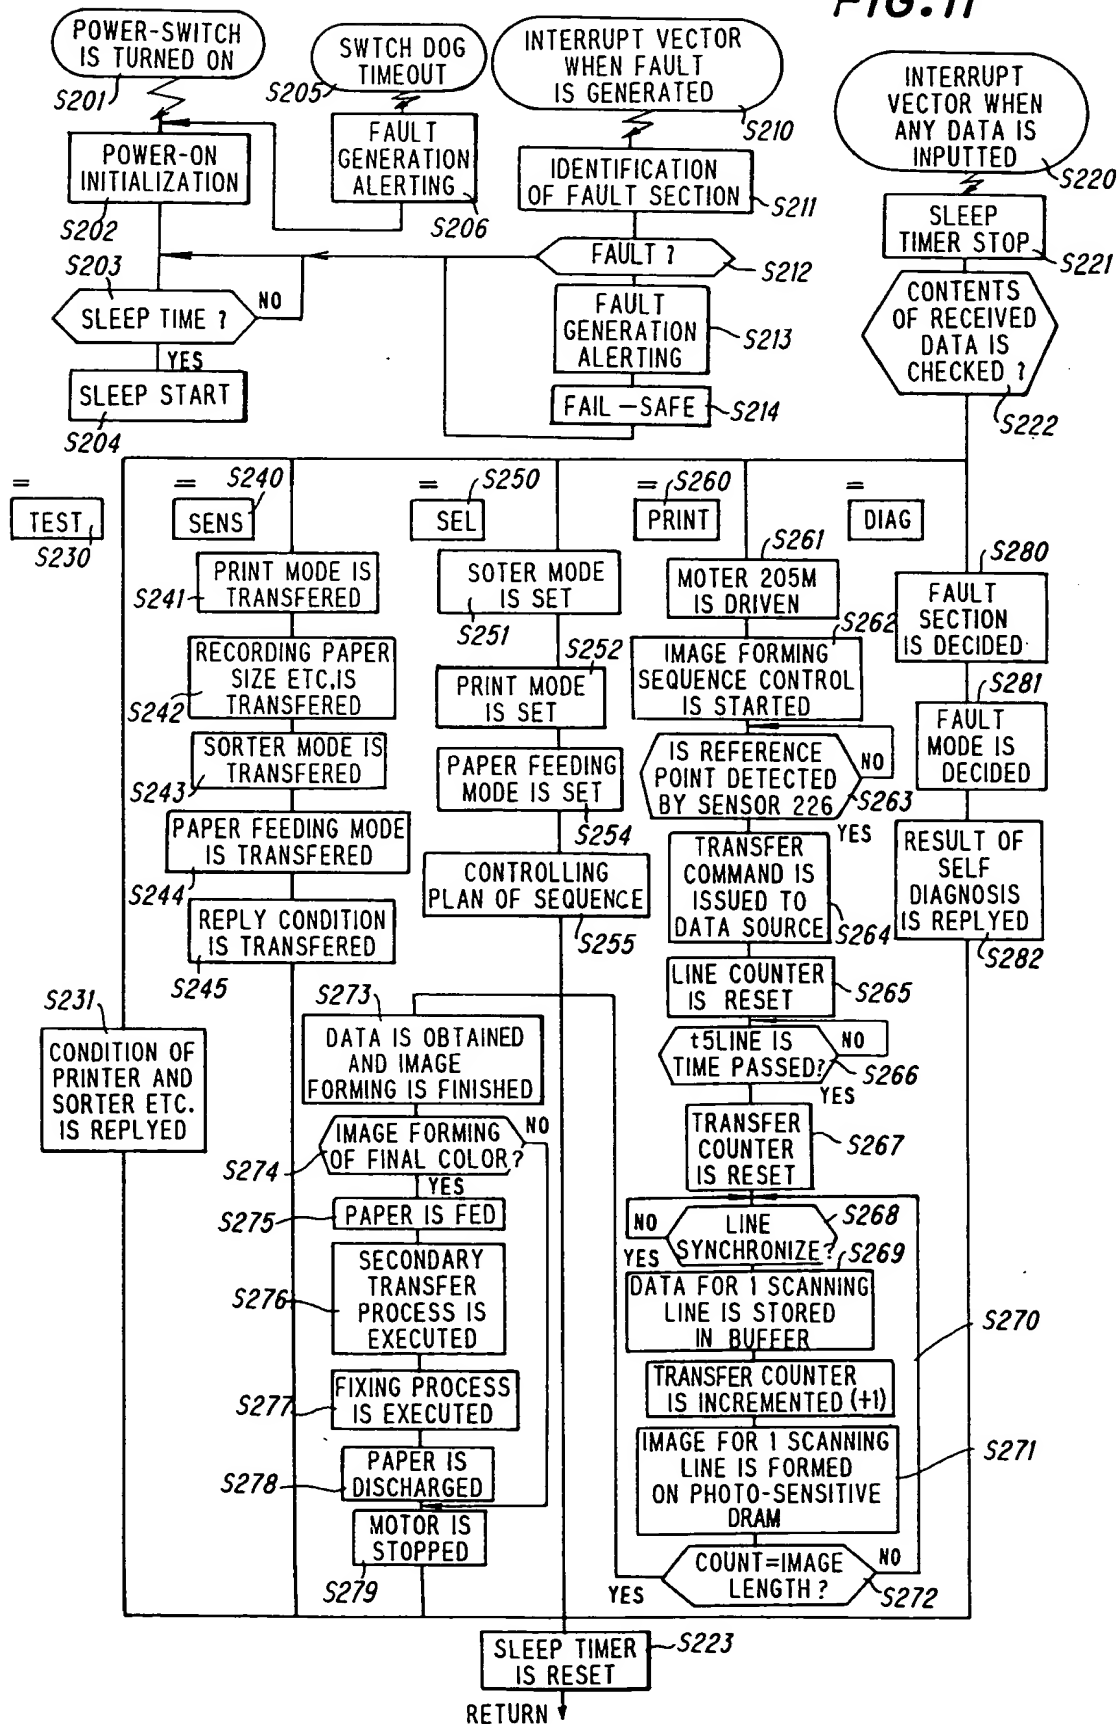 FIG. 11
POWER-SWITCH
IS TURNED ON
S201
POWER-ON
INITIALIZATION
S202
S203
SLEEP TIME ?
NO
YES
SLEEP START
S204
SWTCH DOG
TIMEOUT
S205
FAULT
GENERATION
ALERTING
S206
INTERRUPT VECTOR
WHEN FAULT
IS GENERATED
S210
IDENTIFICATION
OF FAULT SECTION
S211
FAULT ?
S212
FAULT
GENERATION
ALERTING
S213
FAIL-SAFE
S214
INTERRUPT
VECTOR WHEN
ANY DATA IS
INPUTTED
S220
SLEEP
TIMER STOP
S221
CONTENTS
OF RECEIVED
DATA IS
CHECKED ?
S222
=
TEST
S230
S231
CONDITION OF
PRINTER AND
SORTER ETC.
IS REPLYED
=
SENS
S240
PRINT MODE IS
TRANSFERED
S241
RECORDING PAPER
SIZE ETC,IS
TRANSFERED
S242
SORTER MODE IS
TRANSFERED
S243
PAPER FEEDING MODE
IS TRANSFERED
S244
REPLY CONDITION
IS TRANSFERED
S245
=
SEL
S250
SOTER MODE
IS SET
S251
S252
PRINT MODE
IS SET
PAPER FEEDING
MODE IS SET
S254
CONTROLLING
PLAN OF SEQUENCE
S255
=
PRINT
S260
S261
MOTER 205M
IS DRIVEN
S262
IMAGE FORMING
SEQUENCE CONTROL
IS STARTED
IS REFERENCE
POINT DETECTED
BY SENSOR 226
NO
S263
YES
TRANSFER
COMMAND IS
ISSUED TO
DATA SOURCE
S264
LINE COUNTER
IS RESET
S265
t5LINE IS
TIME PASSED?
NO
S266
YES
TRANSFER
COUNTER
IS RESET
S267
NO
LINE
SYNCHRONIZE?
S268
YES
S269
DATA FOR 1 SCANNING
LINE IS STORED
IN BUFFER
S270
TRANSFER COUNTER
IS INCREMENTED (+1)
IMAGE FOR 1 SCANNING
LINE IS FORMED
ON PHOTO-SENSITIVE
DRAM
S271
COUNT=IMAGE
LENGTH ?
NO
S272
YES
S273
DATA IS OBTAINED
AND IMAGE
FORMING IS FINISHED
IMAGE FORMING
OF FINAL COLOR?
NO
S274
YES
PAPER IS FED
S275
SECONDARY
TRANSFER
PROCESS IS
EXECUTED
S276
FIXING PROCESS
IS EXECUTED
S277
PAPER IS
DISCHARGED
S278
MOTOR IS
STOPPED
S279
=
DIAG
S280
FAULT
SECTION
IS DECIDED
S281
FAULT
MODE IS
DECIDED
RESULT OF
SELF
DIAGNOSIS
IS REPLYED
S282
SLEEP TIMER
IS RESET
S223
RETURN